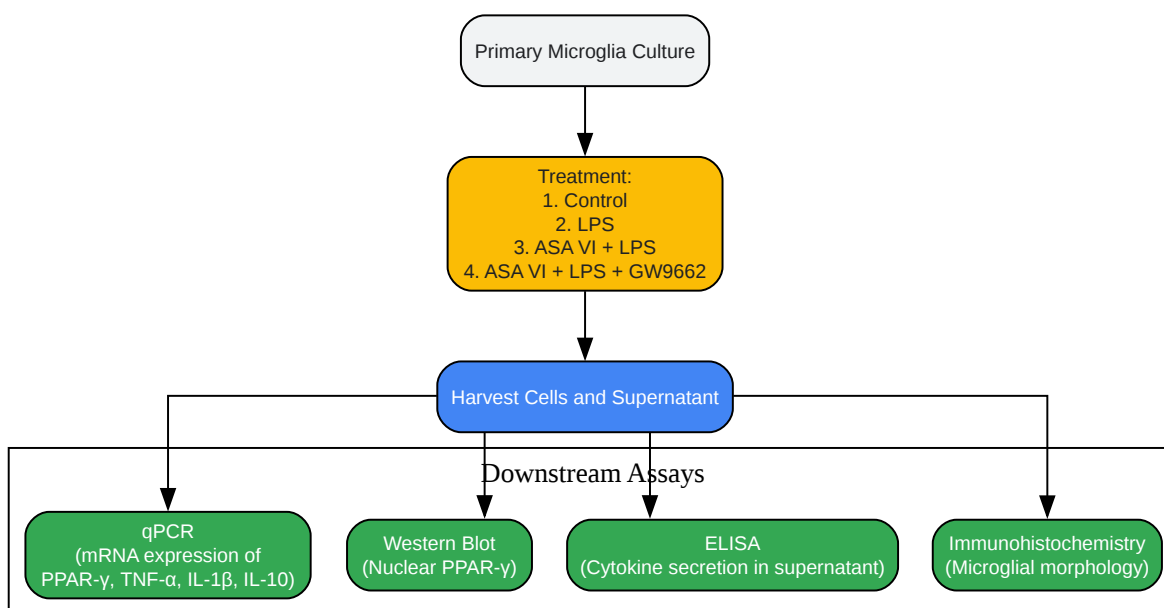 Primary Microglia Culture
Treatment:
1. Control
2. LPS
3. ASA VI + LPS
4. ASA VI + LPS + GW9662
Harvest Cells and Supernatant
Downstream Assays
qPCR
(mRNA expression of
PPAR-γ, TNF-α, IL-1β, IL-10)
Western Blot
(Nuclear PPAR-γ)
ELISA
(Cytokine secretion in supernatant)
Immunohistochemistry
(Microglial morphology)